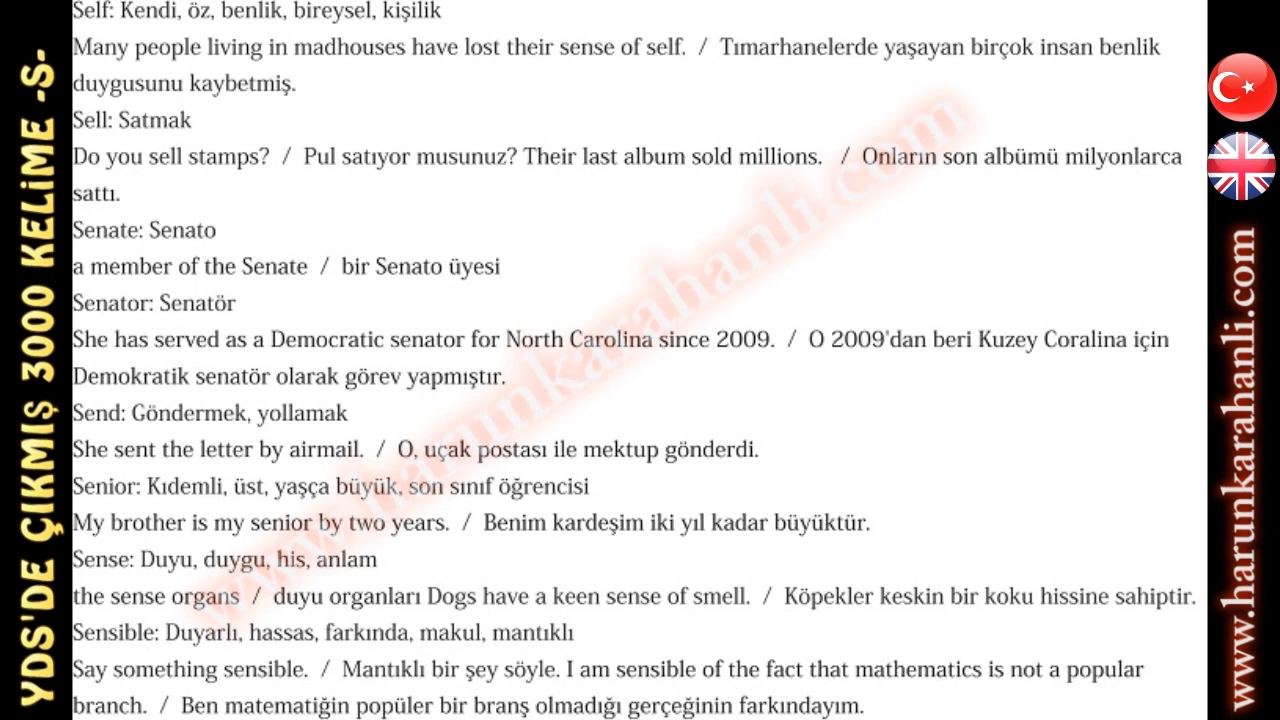 YDS'DE ÇIKMIŞ 3000 KELİME -S-
Self: Kendi, öz, benlik, bireysel, kişilik
Many people living in madhouses have lost their sense of self.  /  Tımarhanelerde yaşayan birçok insan benlik
duygusunu kaybetmiş.
Sell: Satmak
Do you sell stamps?  /  Pul satıyor musunuz? Their last album sold millions.   /  Onların son albümü milyonlarca
sattı.
Senate: Senato
a member of the Senate  /  bir Senato üyesi
Senator: Senatör
She has served as a Democratic senator for North Carolina since 2009.  /  O 2009'dan beri Kuzey Coralina için
Demokratik senatör olarak görev yapmıştır.
Send: Göndermek, yollamak
She sent the letter by airmail.  /  O, uçak postası ile mektup gönderdi.
Senior: Kıdemli, üst, yaşça büyük, son sınıf öğrencisi
My brother is my senior by two years.  /  Benim kardeşim iki yıl kadar büyüktür.
Sense: Duyu, duygu, his, anlam
the sense organs  /  duyu organları Dogs have a keen sense of smell.  /  Köpekler keskin bir koku hissine sahiptir.
Sensible: Duyarlı, hassas, farkında, makul, mantıklı
Say something sensible.  /  Mantıklı bir şey söyle. I am sensible of the fact that mathematics is not a popular
branch.  /  Ben matematiğin popüler bir branş olmadığı gerçeğinin farkındayım.
www.harunkarahanli.com
www.harunkarahanli.com